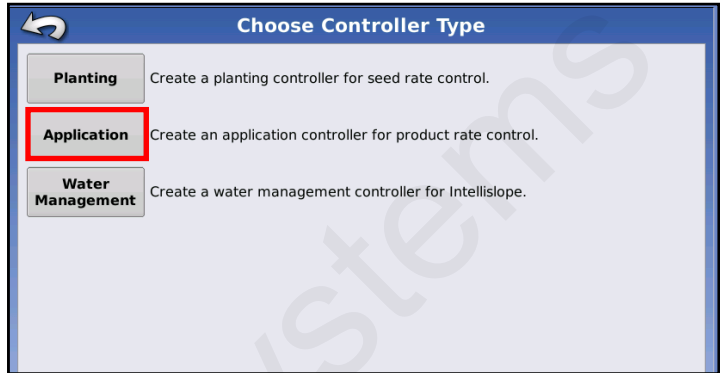 Choose Controller Type
Planting
Create a planting controller for seed rate control.
Application
Create an application controller for product rate control.
Water
Management
Create a water management controller for Intellislope.
ystems